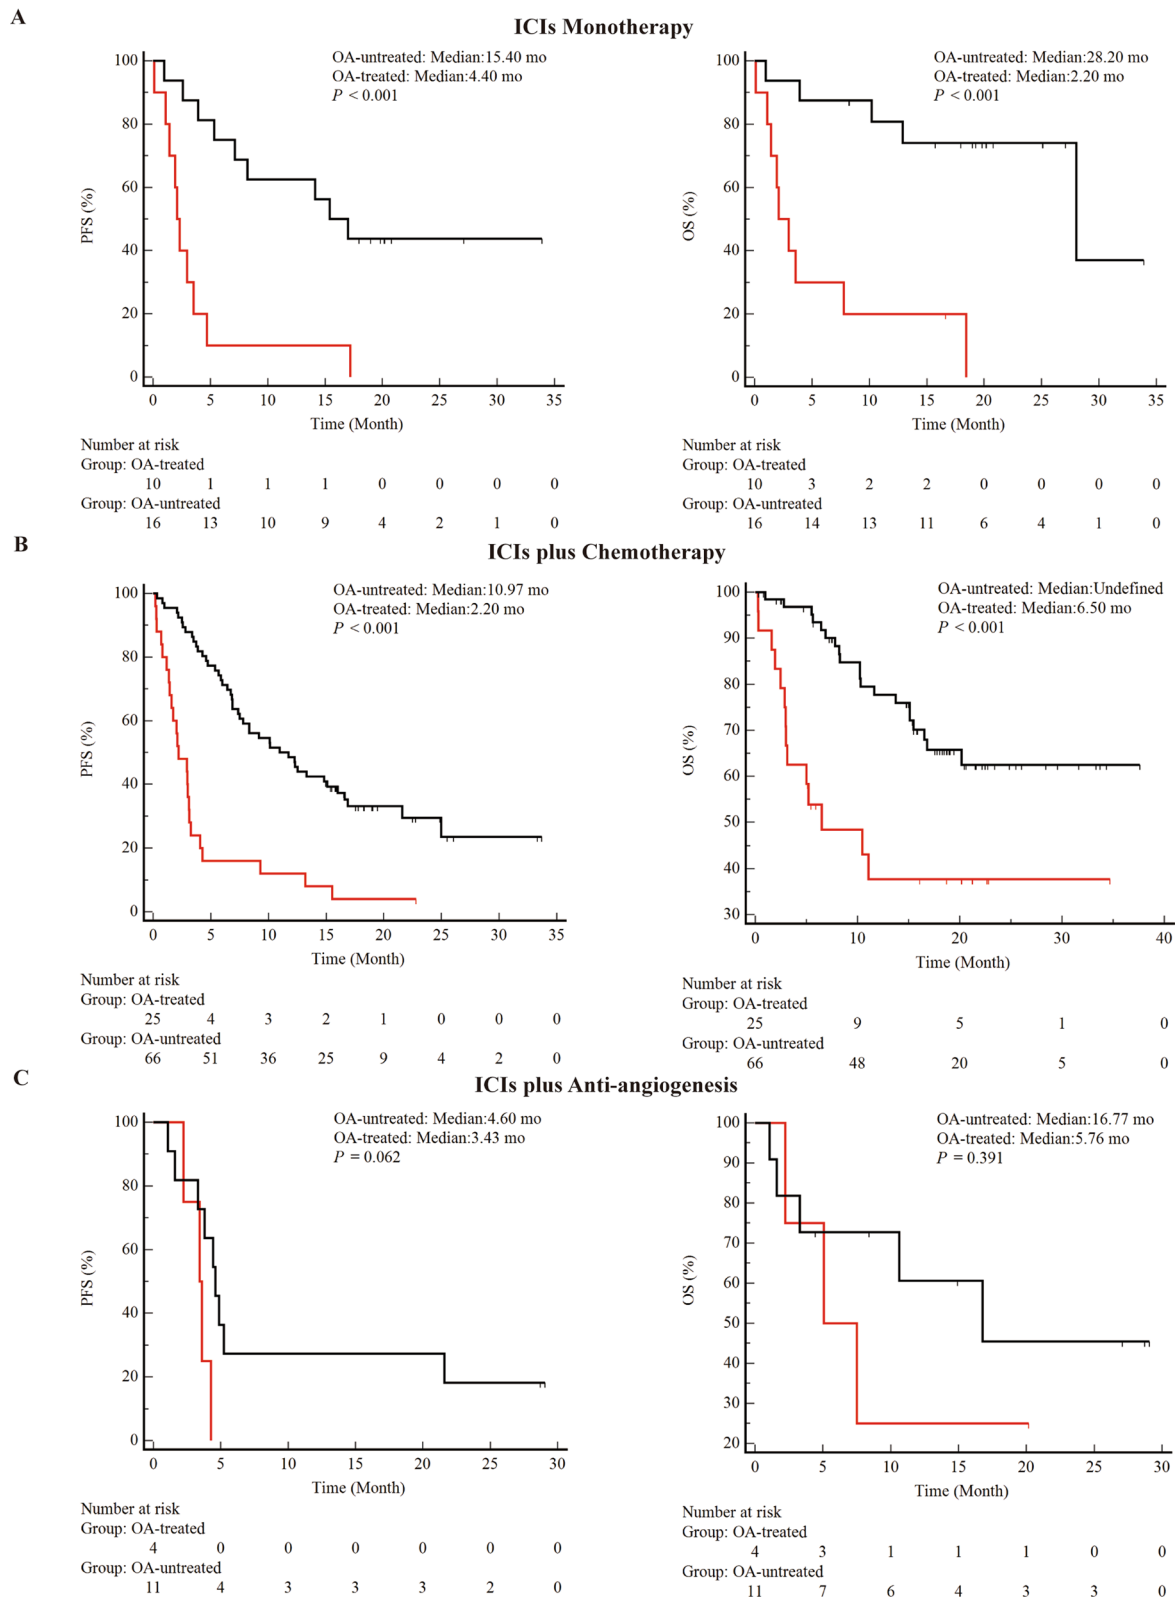 A
ICIs Monotherapy
OA-untreated: Median:15.40 mo
OA-treated: Median:4.40 mo
P < 0.001
100
80
60
40
20
0
PFS (%)
0 5 10 15 20 25 30 35
Time (Month)
Number at risk
Group: OA-treated
10 1 1 1 0 0 0 0
Group: OA-untreated
16 13 10 9 4 2 1 0
OA-untreated: Median:28.20 mo
OA-treated: Median:2.20 mo
P < 0.001
100
80
60
40
20
0
OS (%)
0 5 10 15 20 25 30 35
Time (Month)
Number at risk
Group: OA-treated
10 3 2 2 0 0 0 0
Group: OA-untreated
16 14 13 11 6 4 1 0
B
ICIs plus Chemotherapy
OA-untreated: Median:10.97 mo
OA-treated: Median:2.20 mo
P < 0.001
100
80
60
40
20
0
PFS (%)
0 5 10 15 20 25 30 35
Time (Month)
Number at risk
Group: OA-treated
25 4 3 2 1 0 0 0
Group: OA-untreated
66 51 36 25 9 4 2 0
OA-untreated: Median:Undefined
OA-treated: Median:6.50 mo
P < 0.001
100
90
80
70
60
50
40
30
OS (%)
0 10 20 30 40
Time (Month)
Number at risk
Group: OA-treated
25 9 5 1 0
Group: OA-untreated
66 48 20 5 0
C
ICIs plus Anti-angiogenesis
OA-untreated: Median:4.60 mo
OA-treated: Median:3.43 mo
P = 0.062
100
80
60
40
20
0
PFS (%)
0 5 10 15 20 25 30
Time (Month)
Number at risk
Group: OA-treated
4 0 0 0 0 0 0
Group: OA-untreated
11 4 3 3 3 2 0
OA-untreated: Median:16.77 mo
OA-treated: Median:5.76 mo
P = 0.391
100
90
80
70
60
50
40
30
20
OS (%)
0 5 10 15 20 25 30
Time (Month)
Number at risk
Group: OA-treated
4 3 1 1 1 0 0
Group: OA-untreated
11 7 6 4 3 3 0